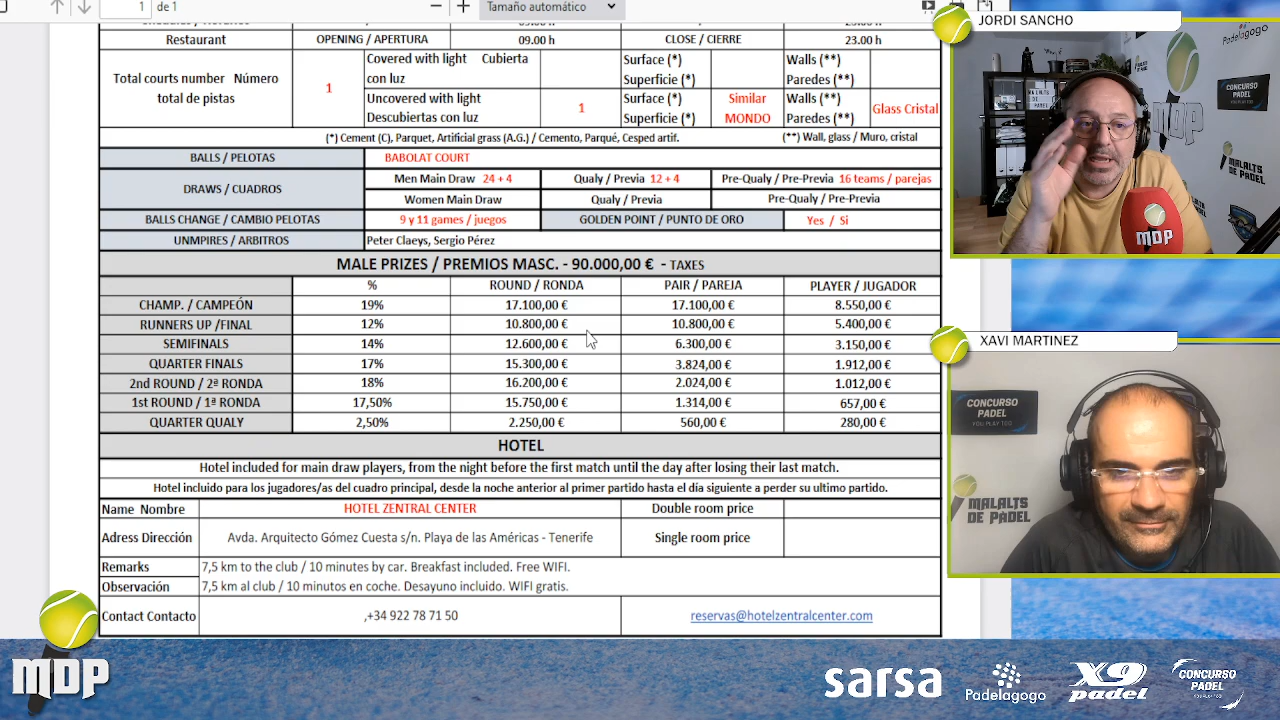 1 de 1
Tamaño automático
Restaurant OPENING / APERTURA 09.00 h CLOSE / CIERRE 23.00 h
Total courts number Número total de pistas
1
Covered with light Cubierta con luz
Surface (*) Superficie (*)
Walls (**) Paredes (**)
Uncovered with light Descubiertas con luz
1
Surface (*) Superficie (*)
Similar MONDO
Walls (**) Paredes (**)
Glass Cristal
(*) Cement (C), Parquet, Artificial grass (A.G.) / Cemento, Parqué, Cesped artif. (**) Wall, glass / Muro, cristal
BALLS / PELOTAS BABOLAT COURT
DRAWS / CUADROS
Men Main Draw 24 + 4 Qualy / Previa 12 + 4 Pre-Qualy / Pre-Previa 16 teams / parejas
Women Main Draw Qualy / Previa Pre-Qualy / Pre-Previa
BALLS CHANGE / CAMBIO PELOTAS 9 y 11 games / juegos GOLDEN POINT / PUNTO DE ORO Yes / Si
UNMPIRES / ARBITROS Peter Claeys, Sergio Pérez
MALE PRIZES / PREMIOS MASC. - 90.000,00 € - TAXES
% ROUND / RONDA PAIR / PAREJA PLAYER / JUGADOR
CHAMP. / CAMPEÓN 19% 17.100,00 € 17.100,00 € 8.550,00 €
RUNNERS UP /FINAL 12% 10.800,00 € 10.800,00 € 5.400,00 €
SEMIFINALS 14% 12.600,00 € 6.300,00 € 3.150,00 €
QUARTER FINALS 17% 15.300,00 € 3.824,00 € 1.912,00 €
2nd ROUND / 2ª RONDA 18% 16.200,00 € 2.024,00 € 1.012,00 €
1st ROUND / 1ª RONDA 17,50% 15.750,00 € 1.314,00 € 657,00 €
QUARTER QUALY 2,50% 2.250,00 € 560,00 € 280,00 €
HOTEL
Hotel included for main draw players, from the night before the first match until the day after losing their last match.
Hotel incluido para los jugadores/as del cuadro principal, desde la noche anterior al primer partido hasta el día siguiente a perder su ultimo partido.
Name Nombre HOTEL ZENTRAL CENTER Double room price
Adress Dirección Avda. Arquitecto Gómez Cuesta s/n. Playa de las Américas - Tenerife Single room price
Remarks 7,5 km to the club / 10 minutes by car. Breakfast included. Free WIFI.
Observación 7,5 km al club / 10 minutos en coche. Desayuno incluido. WIFI gratis.
Contact Contacto ,+34 922 78 71 50 reservas@hotelzentralcenter.com
JORDI SANCHO
Padelagogo
CONCURSO PADEL
MDP
MALALTS DE PÀDEL
MDP
XAVI MARTINEZ
CONCURSO PADEL
YOU PLAY TOO
MALALTS DE PÀDEL
MDP
sarsa
Padelagogo
X9 padel
CONCURSO PADEL